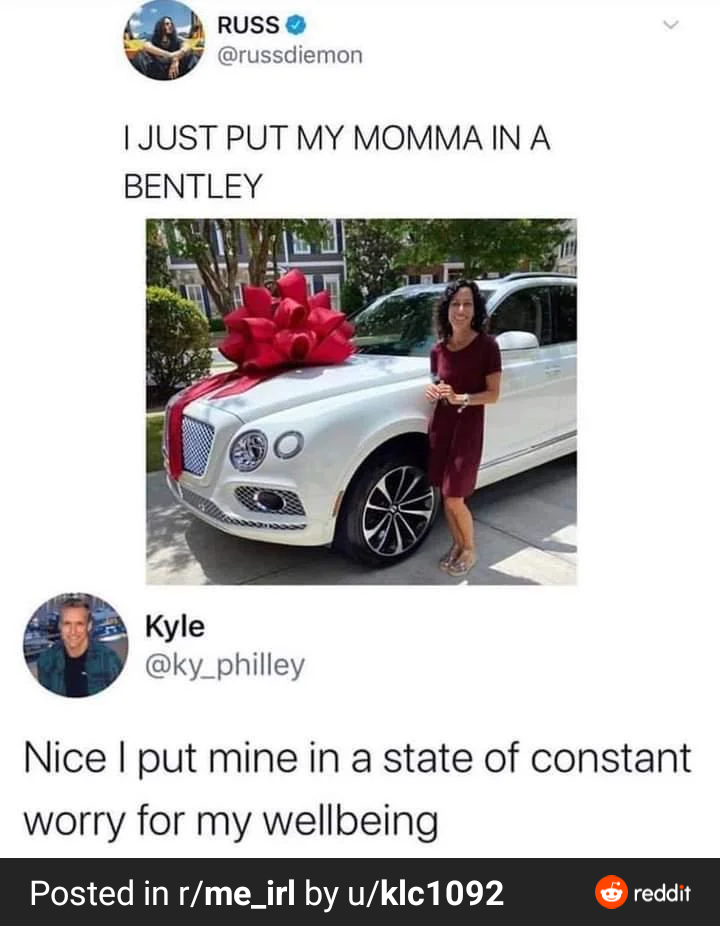 RUSS
@russdiemon
I JUST PUT MY MOMMA IN A
BENTLEY
Kyle
@ky_philley
Nice I put mine in a state of constant
worry for my wellbeing
Posted in r/me_irl by u/klc1092 reddit